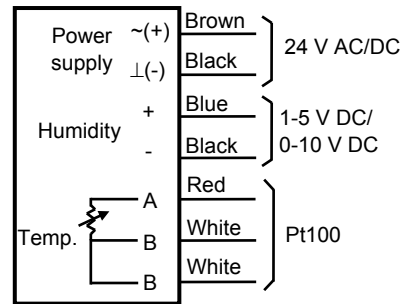 Power ~(+) Brown
supply ⊥(-) Black
24 V AC/DC
Humidity + Blue
- Black
1-5 V DC/
0-10 V DC
A Red
Temp. B White
B White
Pt100